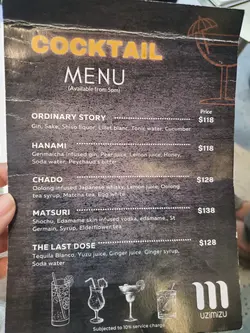 COCKTAIL
MENU
(Available from 5pm)
Price
ORDINARY STORY $118
Gin, Sake, Shiso liquor, Lillet blanc, Tonic water, Cucumber
HANAMI $118
Genmaicha infused gin, Pear juice, Lemon juice, Honey,
Soda water, Peychaud's bitter
CHADO $128
Oolong infused Japanese whisky, Lemon juice, Oolong
tea syrup, Matcha tea, Egg white
MATSURI $138
Shochu, Edamame skin infused vodka, edamame, St
Germain, Syrup, Elderflower tea
THE LAST DOSE $128
Tequila Blanco, Yuzu juice, Ginger juice, Ginger syrup,
Soda water
UZIMIZU
Subjected to 10% service charge